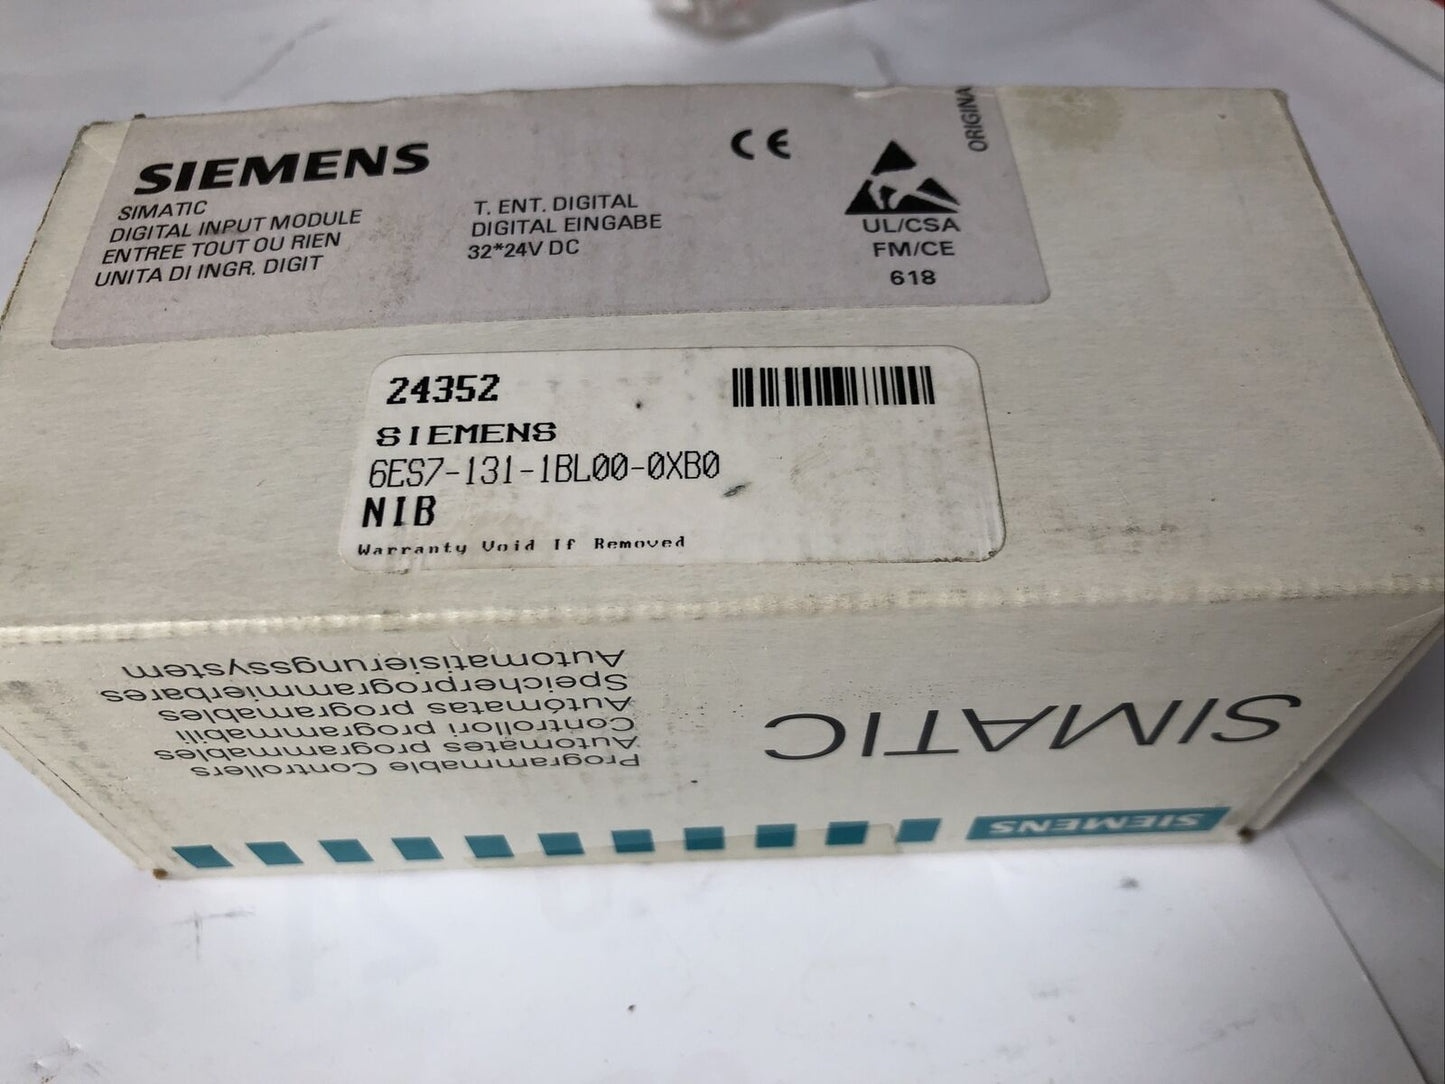 SIEMENS
SIMATIC
DIGITAL INPUT MODULE
ENTREE TOUT OU RIEN
UNITA DI INGR. DIGIT
T. ENT. DIGITAL
DIGITAL EINGABE
32*24V DC
CE
UL/CSA
FM/CE
618
ORIGINA
24352
SIEMENS
6ES7-131-1BL00-0XB0
NIB
Warranty Void If Removed
SIEMENS
SIMATIC
Programmable Controllers
Automates programmables
Controllori programmabili
Autómatas programables
Speicherprogrammierbares
Automatisierungssystem